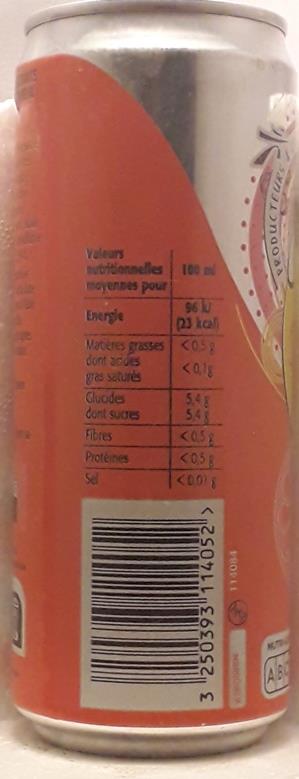 Valeurs
nutritionnelles 100 ml
moyennes pour
Energie 96 kJ
(23 kcal)
Matières grasses <0,5 g
dont acides
gras saturés <0,1g
Glucides 5,4 g
dont sucres 5,4 g
Fibres <0,5 g
Protéines <0,5 g
Sel <0,01 g
3 250393 114052 >
114084
PRODUCTEURS
NUTRI-
A B